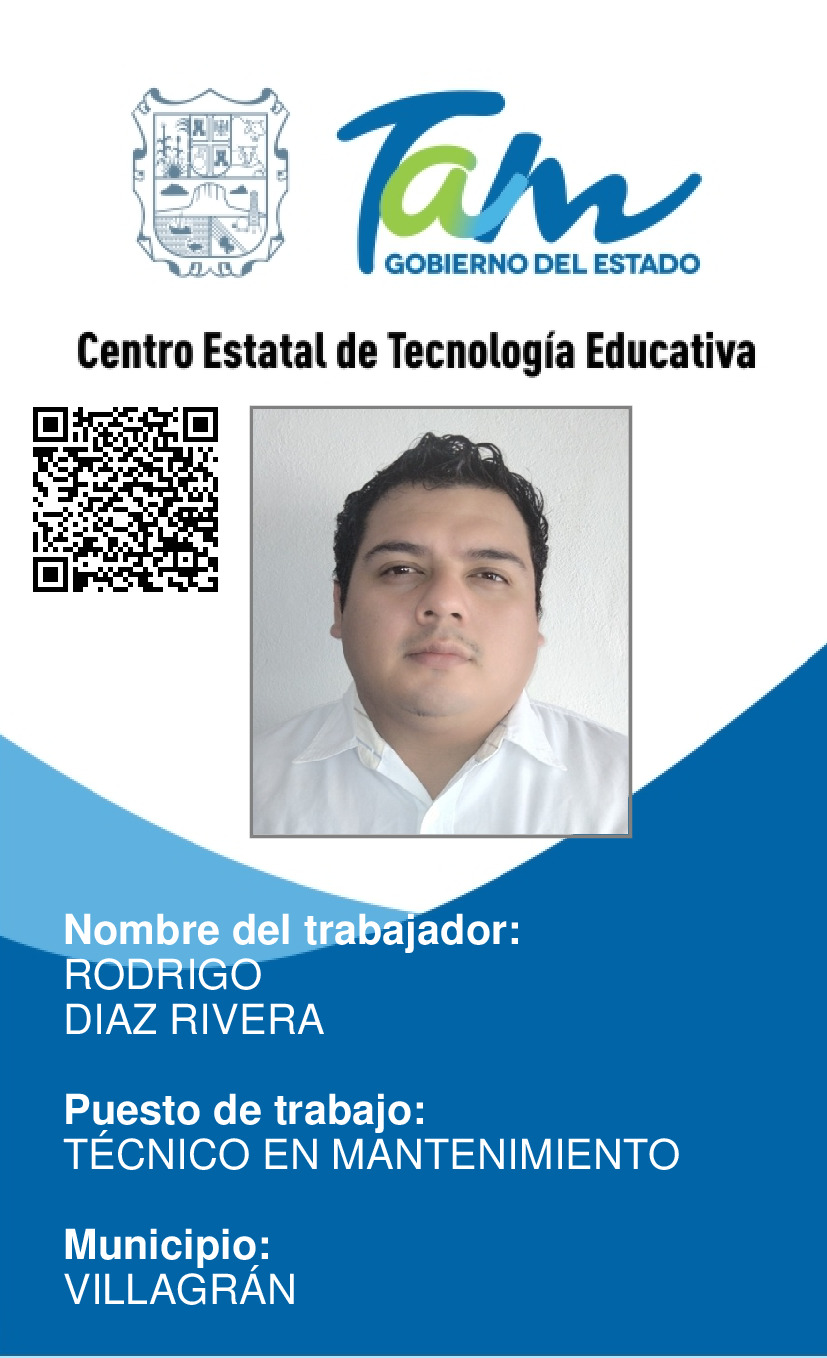 Tam
GOBIERNO DEL ESTADO
Centro Estatal de Tecnología Educativa
Nombre del trabajador:
RODRIGO
DIAZ RIVERA
Puesto de trabajo:
TÉCNICO EN MANTENIMIENTO
Municipio:
VILLAGRÁN